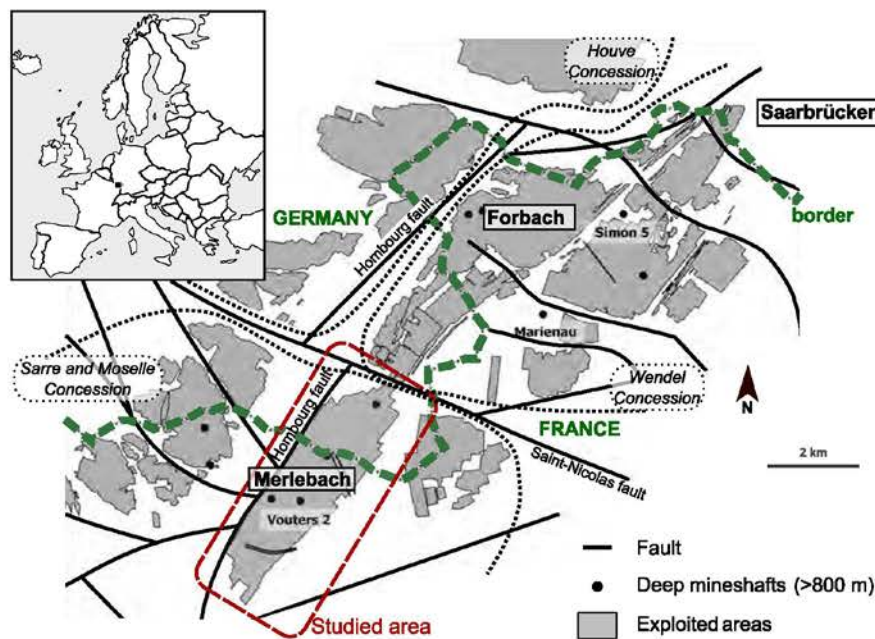 Houve
Concession
Saarbrücken
GERMANY
Hombourg fault
Forbach
Simon 5
border
Marienau
Sarre and Moselle
Concession
Hombourg fault
Wendel
Concession
N
FRANCE
Saint-Nicolas fault
2 km
Merlebach
Vouters 2
Studied area
Fault
Deep mineshafts (>800 m)
Exploited areas